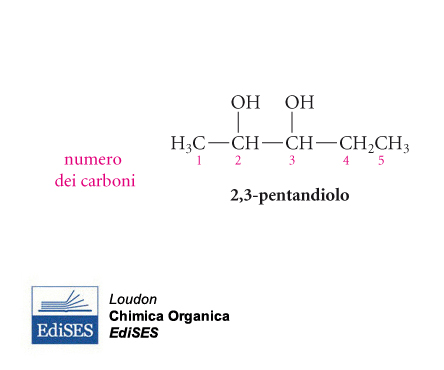 OH OH
H₃C—CH—CH—CH₂CH₃
1 2 3 4 5
numero
dei carboni
2,3-pentandiolo
EdiSES
Loudon
Chimica Organica
EdiSES